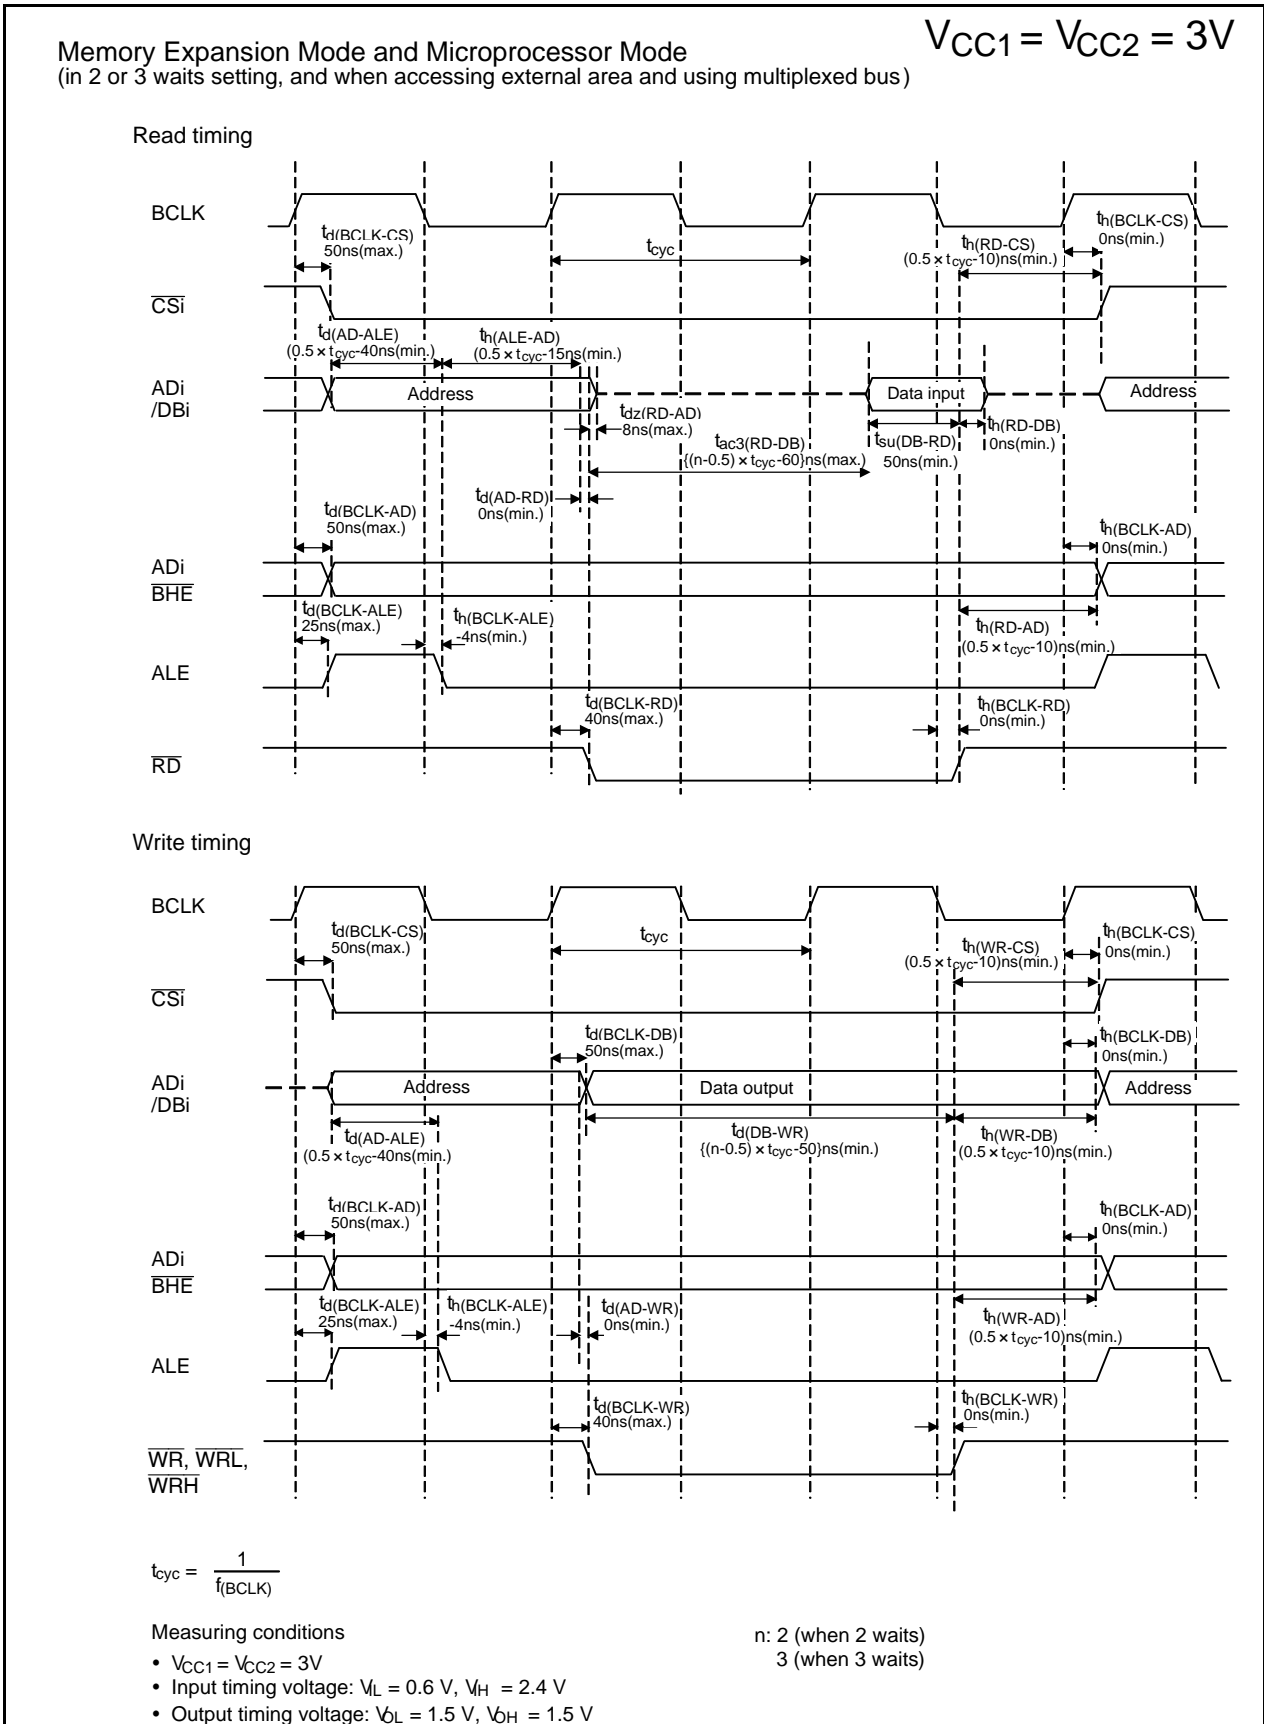 V_CC1 = V_CC2 = 3V
Memory Expansion Mode and Microprocessor Mode
(in 2 or 3 waits setting, and when accessing external area and using multiplexed bus)
Read timing
BCLK
td(BCLK-CS)
50ns(max.)
tcyc
th(RD-CS)
(0.5 × tcyc-10)ns(min.)
th(BCLK-CS)
0ns(min.)
CSi
td(AD-ALE)
(0.5 × tcyc-40ns(min.)
th(ALE-AD)
(0.5 × tcyc-15ns(min.)
ADi
/DBi
Address
Data input
Address
tdz(RD-AD)
8ns(max.)
tac3(RD-DB)
{(n-0.5) × tcyc-60}ns(max.)
tsu(DB-RD)
50ns(min.)
th(RD-DB)
0ns(min.)
td(AD-RD)
0ns(min.)
td(BCLK-AD)
50ns(max.)
th(BCLK-AD)
0ns(min.)
ADi
BHE
td(BCLK-ALE)
25ns(max.)
th(BCLK-ALE)
-4ns(min.)
th(RD-AD)
(0.5 × tcyc-10)ns(min.)
ALE
td(BCLK-RD)
40ns(max.)
th(BCLK-RD)
0ns(min.)
RD
Write timing
BCLK
td(BCLK-CS)
50ns(max.)
tcyc
th(WR-CS)
(0.5 × tcyc-10)ns(min.)
th(BCLK-CS)
0ns(min.)
CSi
td(BCLK-DB)
50ns(max.)
th(BCLK-DB)
0ns(min.)
ADi
/DBi
Address
Data output
Address
td(AD-ALE)
(0.5 × tcyc-40ns(min.)
td(DB-WR)
{(n-0.5) × tcyc-50}ns(min.)
th(WR-DB)
(0.5 × tcyc-10)ns(min.)
td(BCLK-AD)
50ns(max.)
th(BCLK-AD)
0ns(min.)
ADi
BHE
td(BCLK-ALE)
25ns(max.)
th(BCLK-ALE)
-4ns(min.)
td(AD-WR)
0ns(min.)
th(WR-AD)
(0.5 × tcyc-10)ns(min.)
ALE
td(BCLK-WR)
40ns(max.)
th(BCLK-WR)
0ns(min.)
WR, WRL,
WRH
tcyc = 1
f(BCLK)
Measuring conditions
• VCC1 = VCC2 = 3V
• Input timing voltage: VIL = 0.6 V, VIH = 2.4 V
• Output timing voltage: VOL = 1.5 V, VOH = 1.5 V
n: 2 (when 2 waits)
3 (when 3 waits)